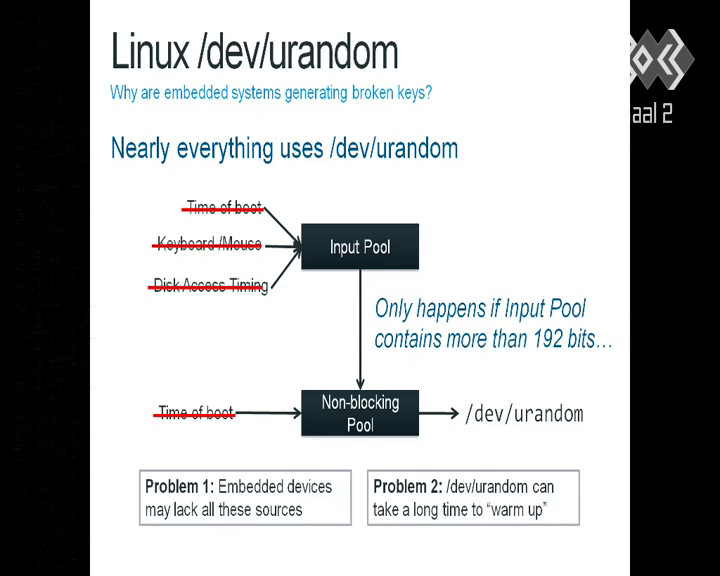 Linux /dev/urandom
Why are embedded systems generating broken keys?
aal 2
Nearly everything uses /dev/urandom
Time of boot
Keyboard /Mouse
Input Pool
Disk Access Timing
Only happens if Input Pool
contains more than 192 bits…
Time of boot
Non-blocking
Pool
/dev/urandom
Problem 1: Embedded devices
may lack all these sources
Problem 2: /dev/urandom can
take a long time to “warm up”